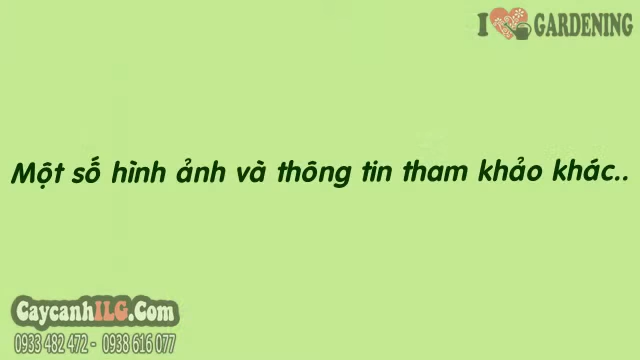 I GARDENING
Một số hình ảnh và thông tin tham khảo khác..
CaycanhILG.Com
0933 482 472 - 0938 616 077